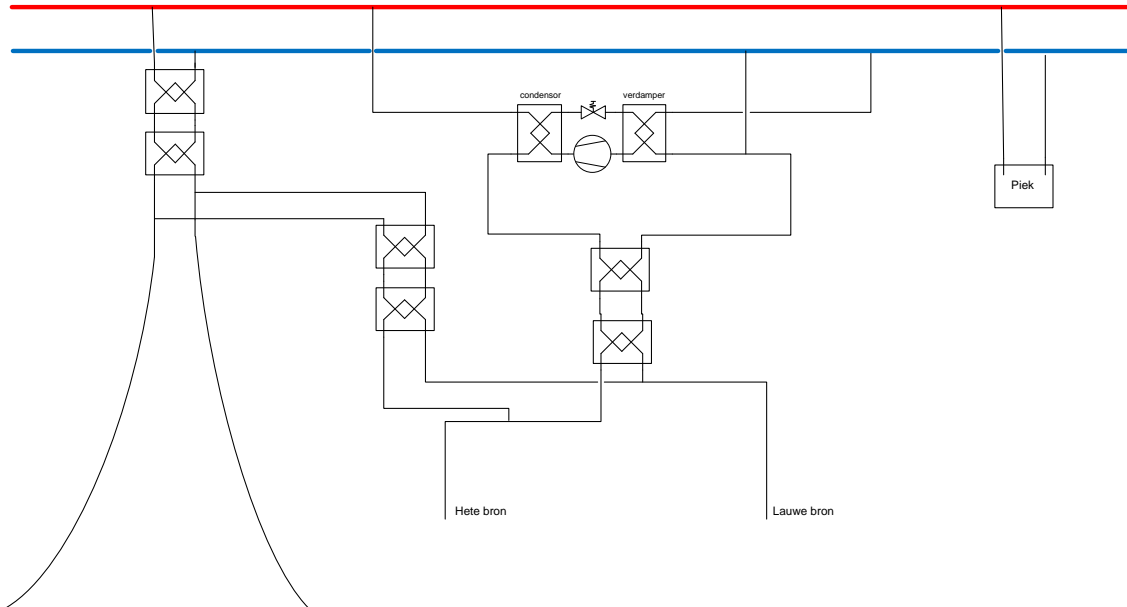 condensor
verdamper
Piek
Hete bron
Lauwe bron